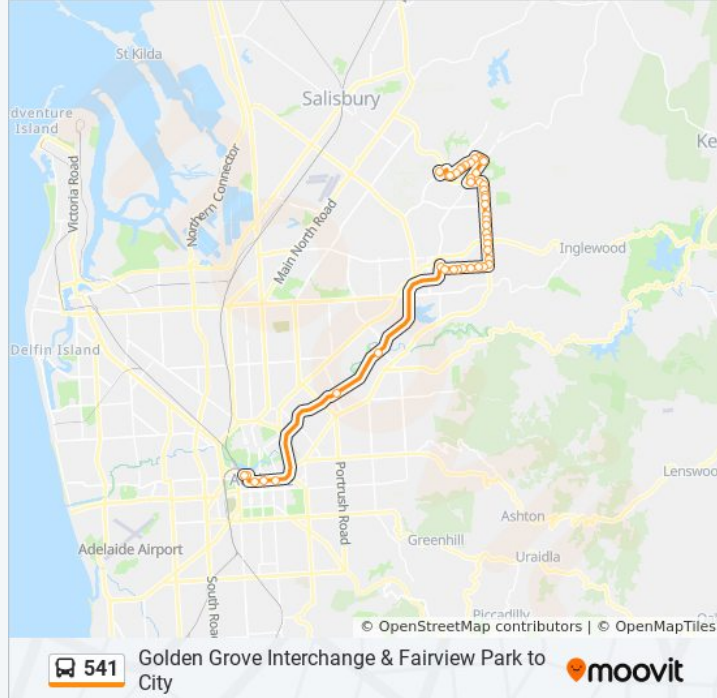 St Kilda
Salisbury
dventure
Island
Ke
Victoria Road
Northern Connector
Main North Road
Inglewood
Delfin Island
A
Portrush Road
Lenswoo
Ashton
Adelaide Airport
Greenhill
Uraidla
South Roa
Piccadilly
© OpenStreetMap contributors | © OpenMapTiles
541
Golden Grove Interchange & Fairview Park to
City
moovit